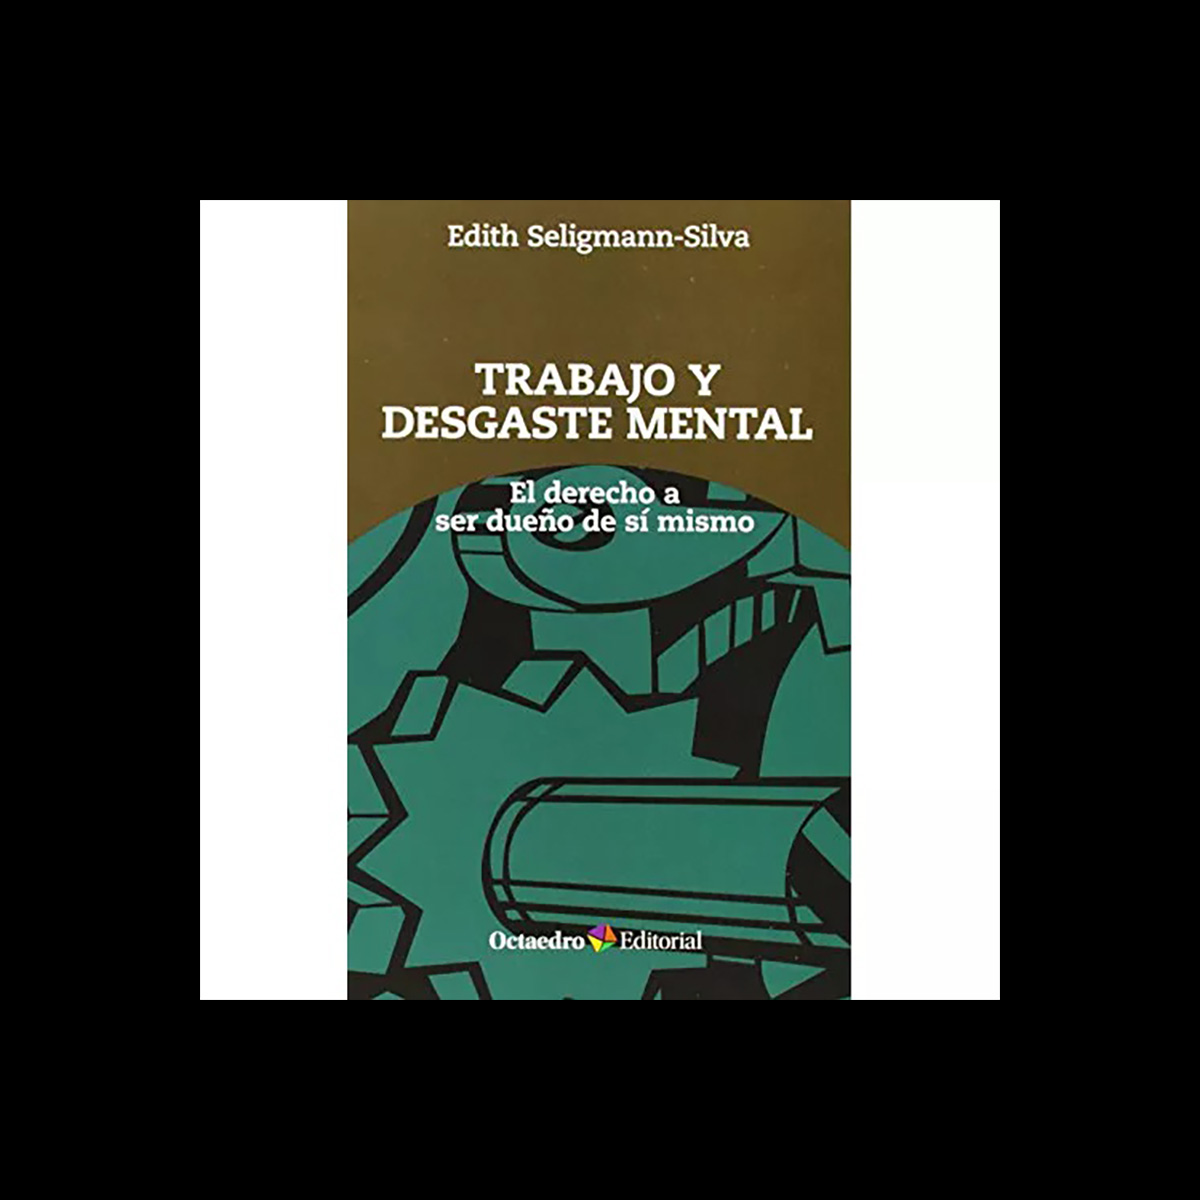 Edith Seligmann-Silva
TRABAJO Y
DESGASTE MENTAL
El derecho a
ser dueño de sí mismo
Octaedro Editorial